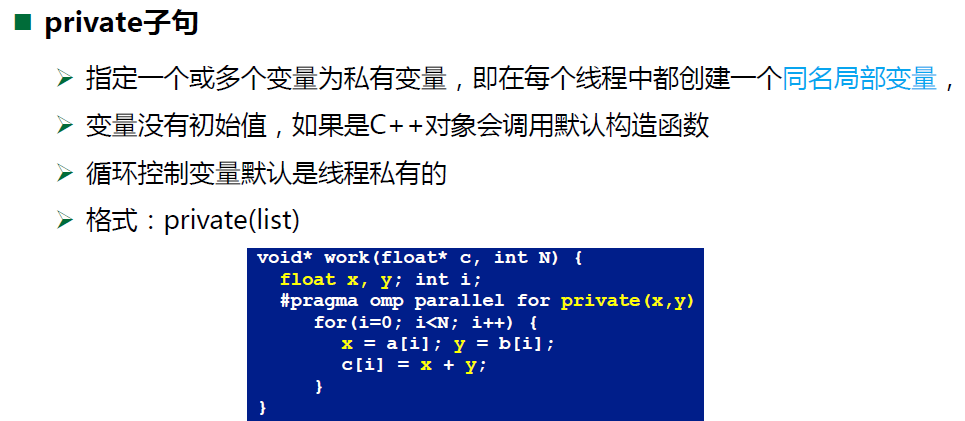 private子句
指定一个或多个变量为私有变量，即在每个线程中都创建一个同名局部变量，
变量没有初始值，如果是C++对象会调用默认构造函数
循环控制变量默认是线程私有的
格式：private(list)
void* work(float* c, int N) {
float x, y; int i;
#pragma omp parallel for private(x,y)
for(i=0; i<N; i++) {
x = a[i]; y = b[i];
c[i] = x + y;
}
}